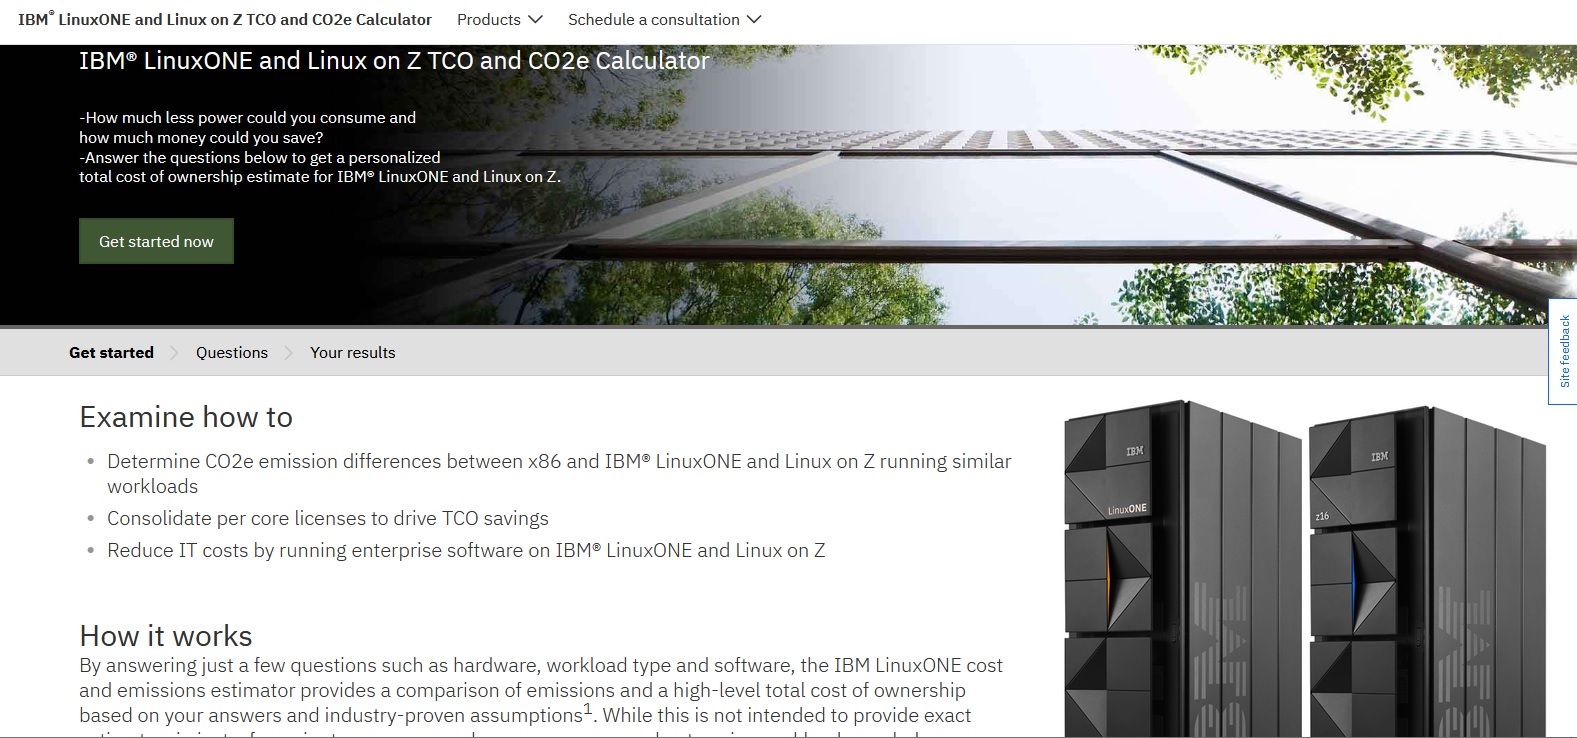 IBM® LinuxONE and Linux on Z TCO and CO2e Calculator
Products
Schedule a consultation
IBM® LinuxONE and Linux on Z TCO and CO2e Calculator
-How much less power could you consume and
how much money could you save?
-Answer the questions below to get a personalized
total cost of ownership estimate for IBM® LinuxONE and Linux on Z.
Get started now
Site feedback
Get started
Questions
Your results
Examine how to
• Determine CO2e emission differences between x86 and IBM® LinuxONE and Linux on Z running similar
workloads
• Consolidate per core licenses to drive TCO savings
• Reduce IT costs by running enterprise software on IBM® LinuxONE and Linux on Z
IBM
LinuxONE
IBM
z16
IBM
IBM
How it works
By answering just a few questions such as hardware, workload type and software, the IBM LinuxONE cost
and emissions estimator provides a comparison of emissions and a high-level total cost of ownership
based on your answers and industry-proven assumptions1. While this is not intended to provide exact